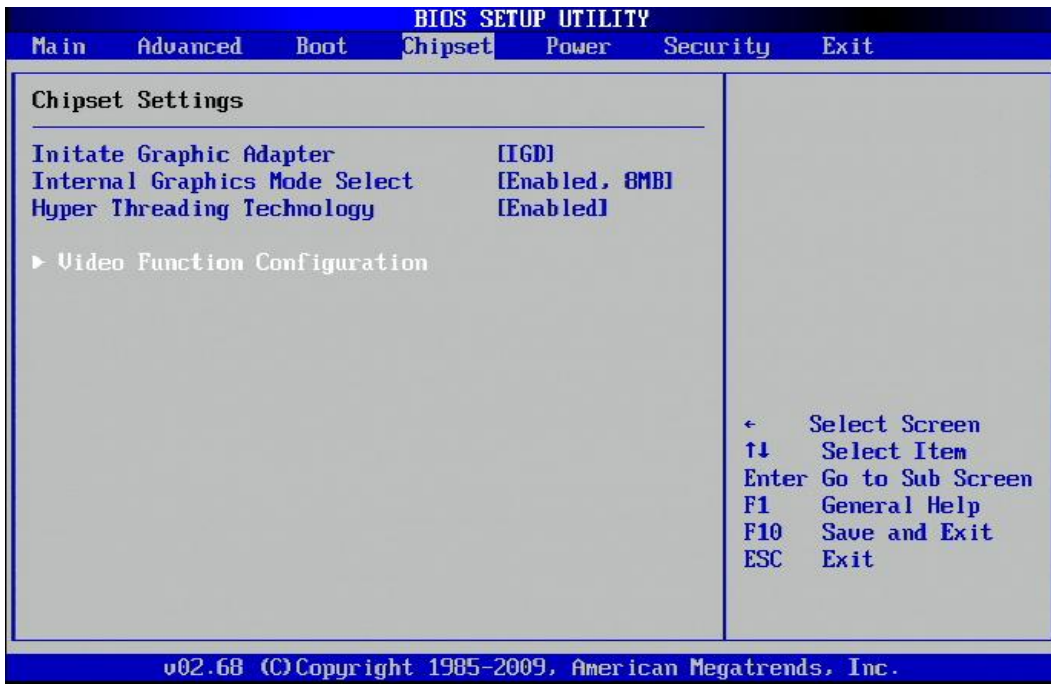 BIOS SETUP UTILITY
Main Advanced Boot Chipset Power Security Exit
Chipset Settings
Initate Graphic Adapter [IGD]
Internal Graphics Mode Select [Enabled, 8MB]
Hyper Threading Technology [Enabled]
► Video Function Configuration
← Select Screen
↑↓ Select Item
Enter Go to Sub Screen
F1 General Help
F10 Save and Exit
ESC Exit
v02.68 (C)Copyright 1985-2009, American Megatrends, Inc.